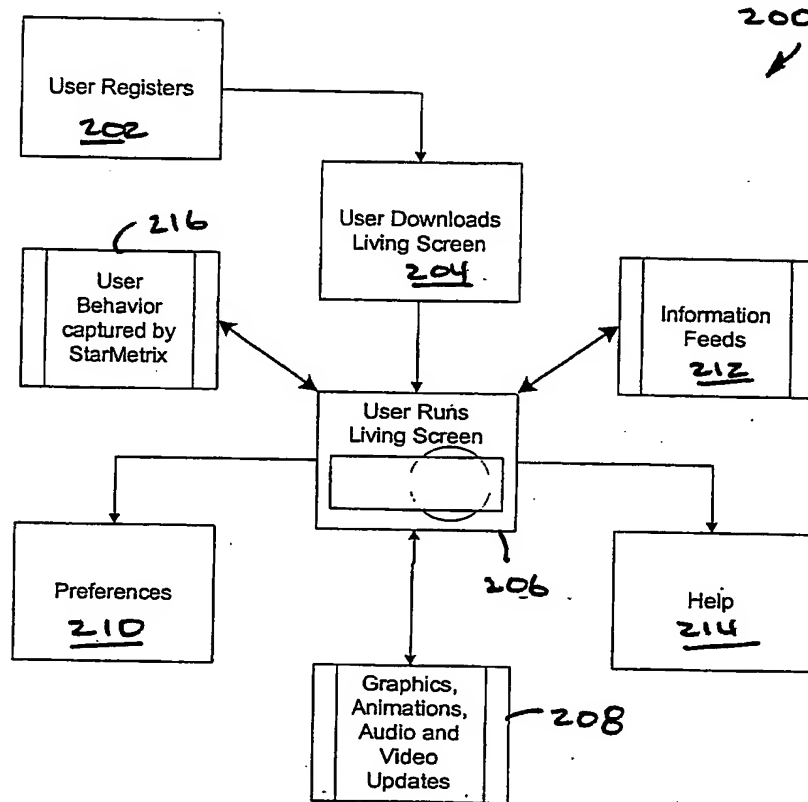 200
User Registers
202
User Downloads
Living Screen
204
216
User
Behavior
captured by
StarMetrix
Information
Feeds
212
User Runs
Living Screen
206
Preferences
210
Help
214
Graphics,
Animations,
Audio and
Video
Updates
208